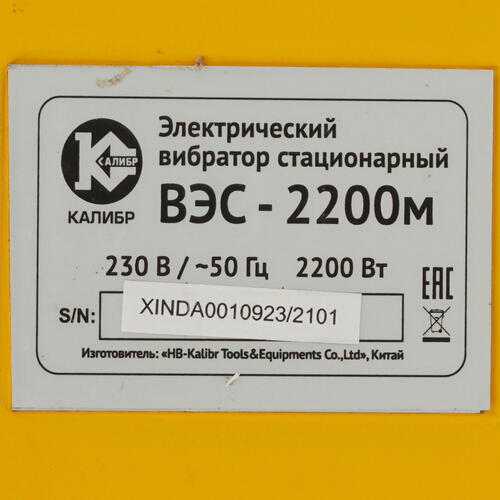 Электрический
вибратор стационарный
ВЭС - 2200м
КАЛИБР
КАЛИБР
230 В / ~50 Гц 2200 Вт
EAC
S/N: XINDA0010923/2101
Изготовитель: «HB-Kalibr Tools&Equipments Co.,Ltd», Китай